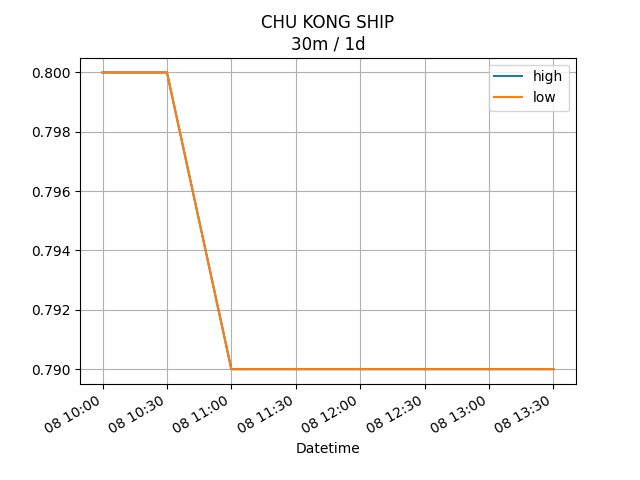 CHU KONG SHIP
30m / 1d
high
low
0.800
0.798
0.796
0.794
0.792
0.790
08 10:00
08 10:30
08 11:00
08 11:30
08 12:00
08 12:30
08 13:00
08 13:30
Datetime